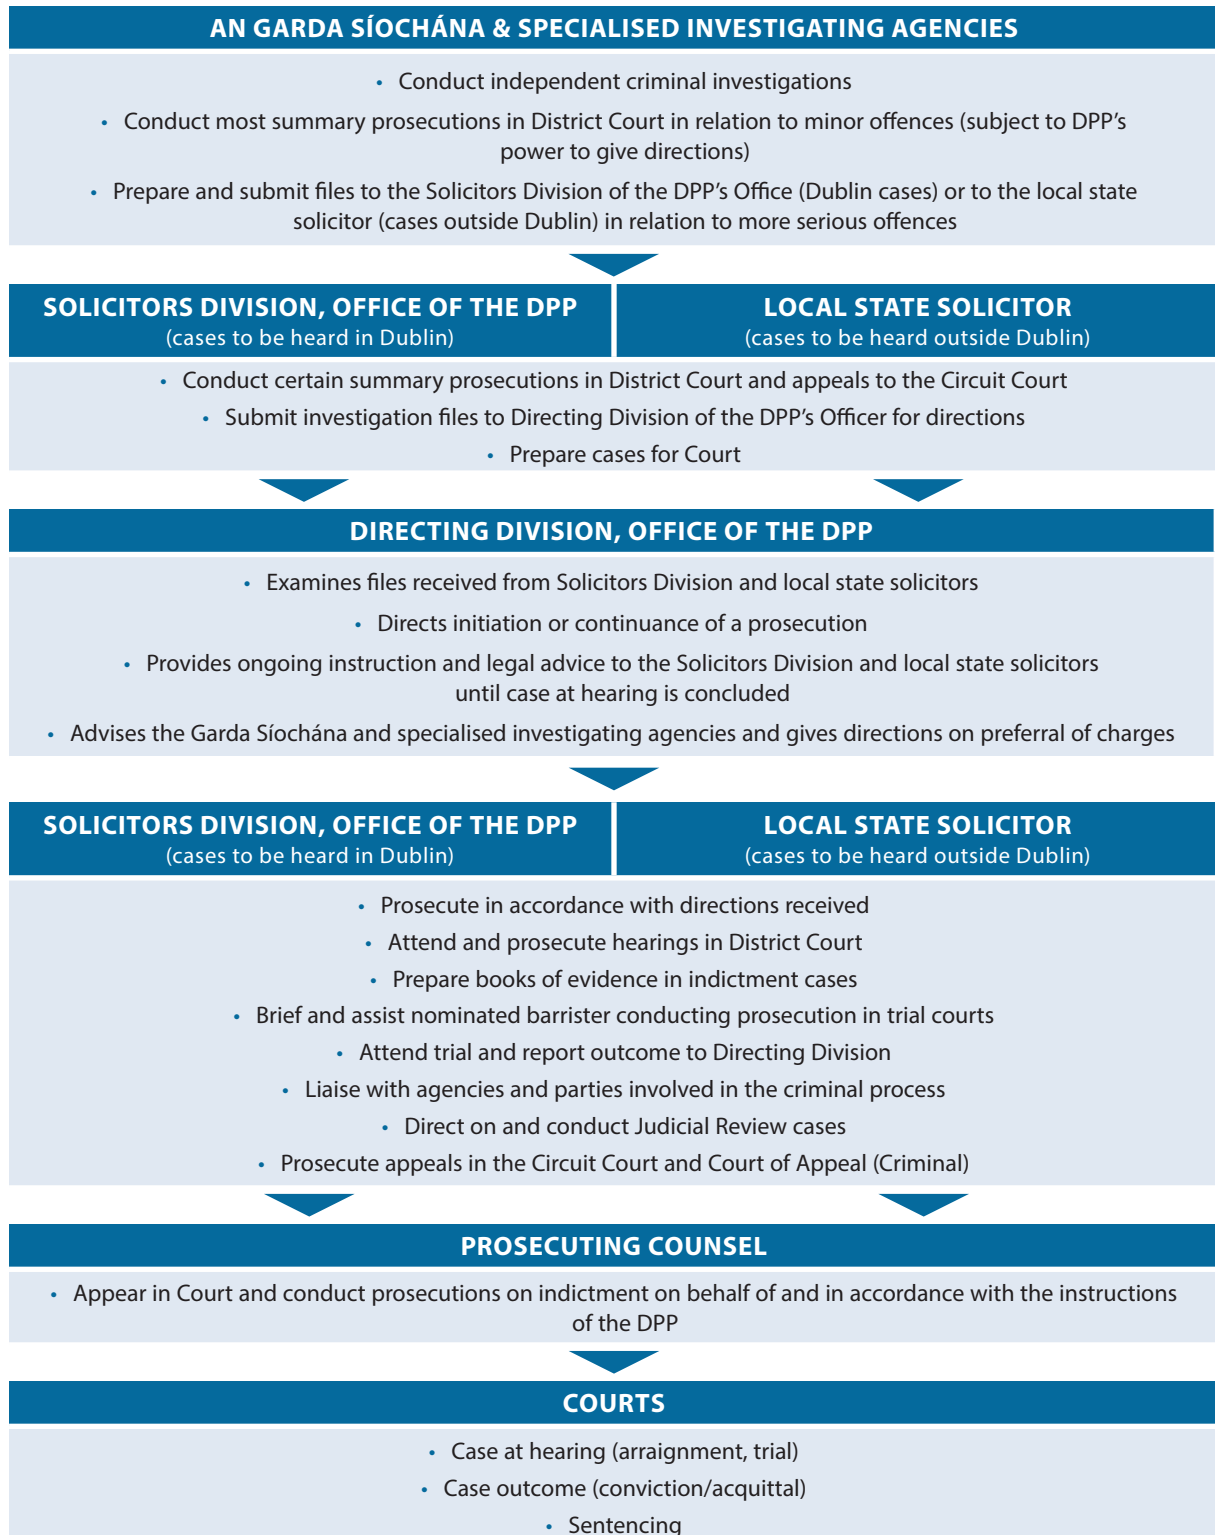 AN GARDA SÍOCHÁNA & SPECIALISED INVESTIGATING AGENCIES
• Conduct independent criminal investigations
• Conduct most summary prosecutions in District Court in relation to minor offences (subject to DPP's
power to give directions)
• Prepare and submit files to the Solicitors Division of the DPP's Office (Dublin cases) or to the local state
solicitor (cases outside Dublin) in relation to more serious offences
SOLICITORS DIVISION, OFFICE OF THE DPP
(cases to be heard in Dublin)
LOCAL STATE SOLICITOR
(cases to be heard outside Dublin)
• Conduct certain summary prosecutions in District Court and appeals to the Circuit Court
• Submit investigation files to Directing Division of the DPP's Officer for directions
• Prepare cases for Court
DIRECTING DIVISION, OFFICE OF THE DPP
• Examines files received from Solicitors Division and local state solicitors
• Directs initiation or continuance of a prosecution
• Provides ongoing instruction and legal advice to the Solicitors Division and local state solicitors
until case at hearing is concluded
• Advises the Garda Síochána and specialised investigating agencies and gives directions on preferral of charges
SOLICITORS DIVISION, OFFICE OF THE DPP
(cases to be heard in Dublin)
LOCAL STATE SOLICITOR
(cases to be heard outside Dublin)
• Prosecute in accordance with directions received
• Attend and prosecute hearings in District Court
• Prepare books of evidence in indictment cases
• Brief and assist nominated barrister conducting prosecution in trial courts
• Attend trial and report outcome to Directing Division
• Liaise with agencies and parties involved in the criminal process
• Direct on and conduct Judicial Review cases
• Prosecute appeals in the Circuit Court and Court of Appeal (Criminal)
PROSECUTING COUNSEL
• Appear in Court and conduct prosecutions on indictment on behalf of and in accordance with the instructions
of the DPP
COURTS
• Case at hearing (arraignment, trial)
• Case outcome (conviction/acquittal)
• Sentencing